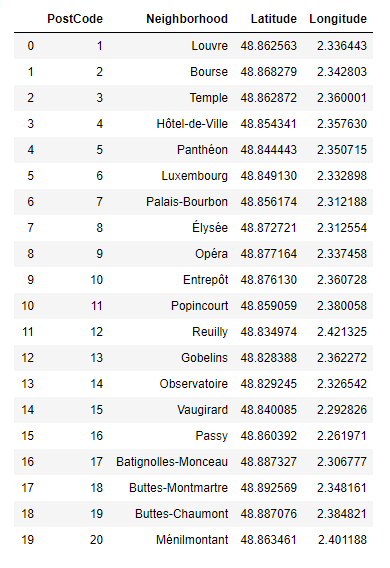 PostCode Neighborhood Latitude Longitude
0 1 Louvre 48.862563 2.336443
1 2 Bourse 48.868279 2.342803
2 3 Temple 48.862872 2.360001
3 4 Hôtel-de-Ville 48.854341 2.357630
4 5 Panthéon 48.844443 2.350715
5 6 Luxembourg 48.849130 2.332898
6 7 Palais-Bourbon 48.856174 2.312188
7 8 Élysée 48.872721 2.312554
8 9 Opéra 48.877164 2.337458
9 10 Entrepôt 48.876130 2.360728
10 11 Popincourt 48.859059 2.380058
11 12 Reuilly 48.834974 2.421325
12 13 Gobelins 48.828388 2.362272
13 14 Observatoire 48.829245 2.326542
14 15 Vaugirard 48.840085 2.292826
15 16 Passy 48.860392 2.261971
16 17 Batignolles-Monceau 48.887327 2.306777
17 18 Buttes-Montmartre 48.892569 2.348161
18 19 Buttes-Chaumont 48.887076 2.384821
19 20 Ménilmontant 48.863461 2.401188